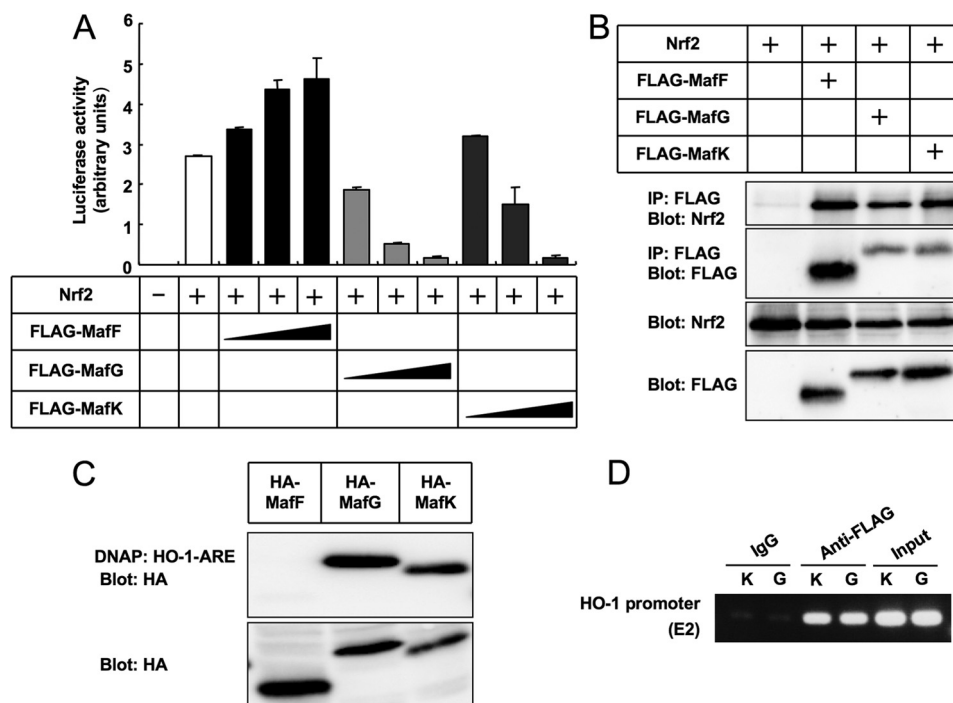 A
Luciferase activity
(arbitrary units)
6
5
4
3
2
1
0
Nrf2 − + + + + + + + + + +
FLAG-MafF
FLAG-MafG
FLAG-MafK
B
Nrf2 + + + +
FLAG-MafF +
FLAG-MafG +
FLAG-MafK +
IP: FLAG
Blot: Nrf2
IP: FLAG
Blot: FLAG
Blot: Nrf2
Blot: FLAG
C
HA-
MafF
HA-
MafG
HA-
MafK
DNAP: HO-1-ARE
Blot: HA
Blot: HA
D
IgG Anti-FLAG Input
K G K G K G
HO-1 promoter
(E2)